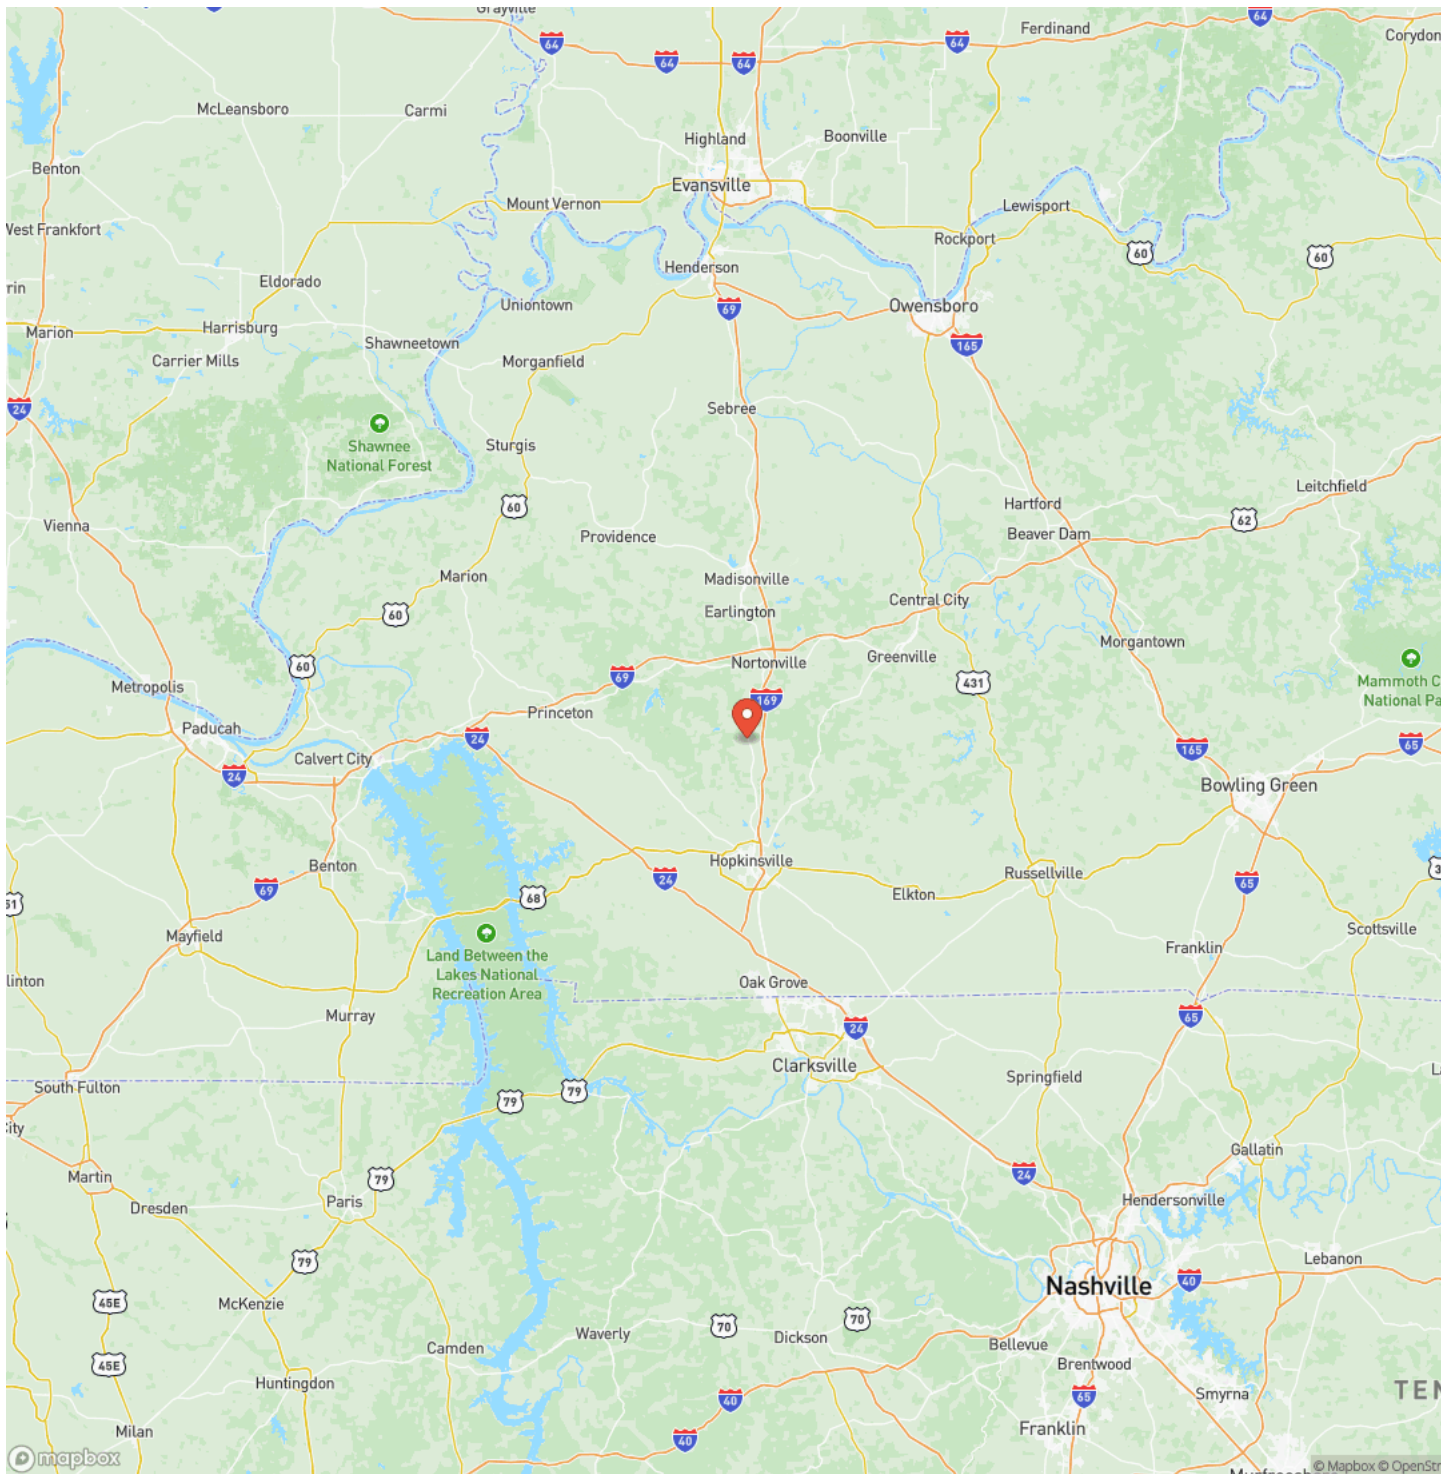 Grayville
64
64
64
64
64
Ferdinand
Corydon
McLeansboro
Carmi
Highland
Boonville
Benton
Evansville
Mount Vernon
Lewisport
West Frankfort
Rockport
60
60
Henderson
Eldorado
Uniontown
69
Owensboro
Marion
Harrisburg
Shawneetown
165
Carrier Mills
Morganfield
24
Sebree
Shawnee
National Forest
Sturgis
Leitchfield
60
Hartford
62
Vienna
Providence
Beaver Dam
Marion
Madisonville
60
Earlington
Central City
Morgantown
60
Nortonville
Greenville
69
431
Mammoth C
National Pa
Metropolis
169
Princeton
Paducah
24
165
65
Calvert City
24
Bowling Green
Benton
Hopkinsville
24
Russellville
65
3
69
68
Elkton
51
Mayfield
Scottsville
Land Between the
Lakes National
Recreation Area
Franklin
linton
Oak Grove
Murray
24
65
Clarksville
South Fulton
79
79
Springfield
City
Gallatin
Martin
79
24
Dresden
Paris
Hendersonville
79
Lebanon
Nashville
40
45E
McKenzie
70
70
Waverly
Dickson
Bellevue
Camden
45E
Brentwood
Huntingdon
40
65
Smyrna
TEN
Milan
40
Franklin
mapbox
© Mapbox © OpenStr